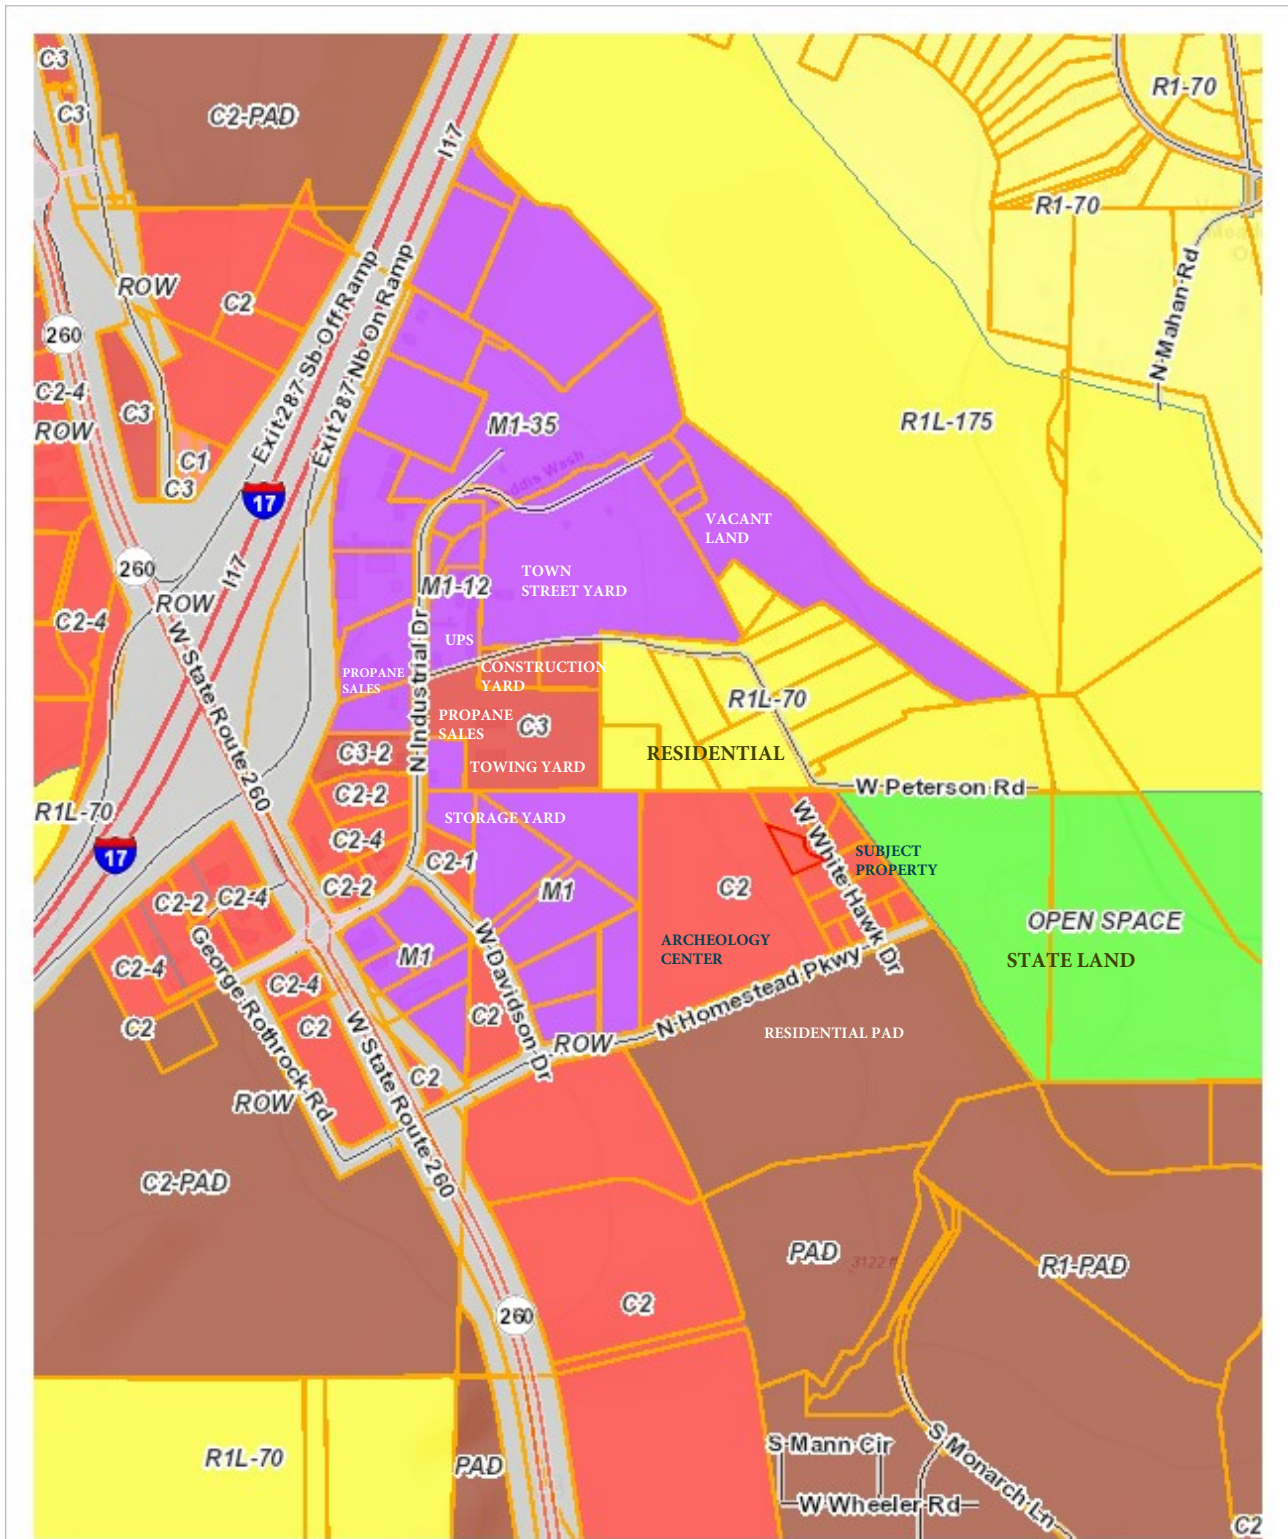 C3
C3
C2-PAD
I17
R1-70
R1-70
N Mahan Rd
ROW
C2
260
C2-4
ROW
C3
C1
C3
Exit 287 Sb Off Ramp
Exit 287 Nb On Ramp
17
M1-35
R1L-175
VACANT
LAND
260
I17
ROW
C2-4
M1-12
TOWN
STREET YARD
UPS
N Industrial Dr
PROPANE
SALES
CONSTRUCTION
YARD
R1L-70
W State Route 260
PROPANE
SALES
C3
C3-2
TOWING YARD
RESIDENTIAL
W Peterson Rd
C2-2
R1L-70
STORAGE YARD
C2-4
C2-1
17
W White Hawk Dr
SUBJECT
PROPERTY
C2-2
C2-2
C2-4
M1
C2
OPEN SPACE
STATE LAND
ARCHEOLOGY
CENTER
M1
W Davidson Dr
C2-4
C2-4
George Rothrock Rd
C2
C2
C2
ROW
N Homestead Pkwy
RESIDENTIAL PAD
W State Route 260
C2
ROW
C2-PAD
PAD
3122 ft
R1-PAD
C2
260
R1L-70
PAD
S Mann Cir
S Monarch Ln
W Wheeler Rd
C2